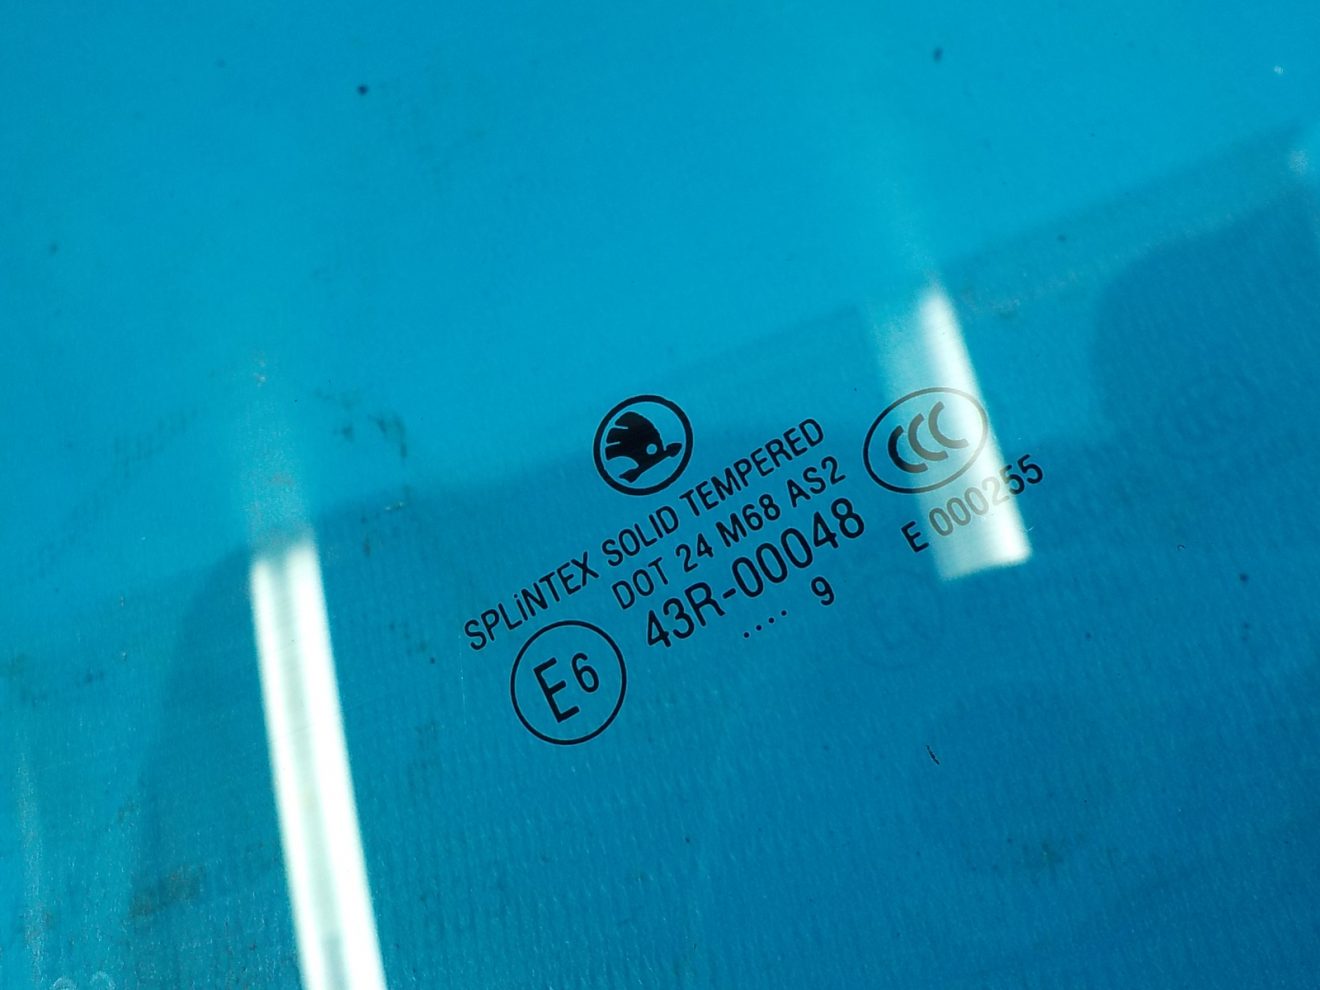 SPLiNTEX SOLID TEMPERED
DOT 24 M68 AS2
43R-00048
.... 9
E6
CCC
E 000255